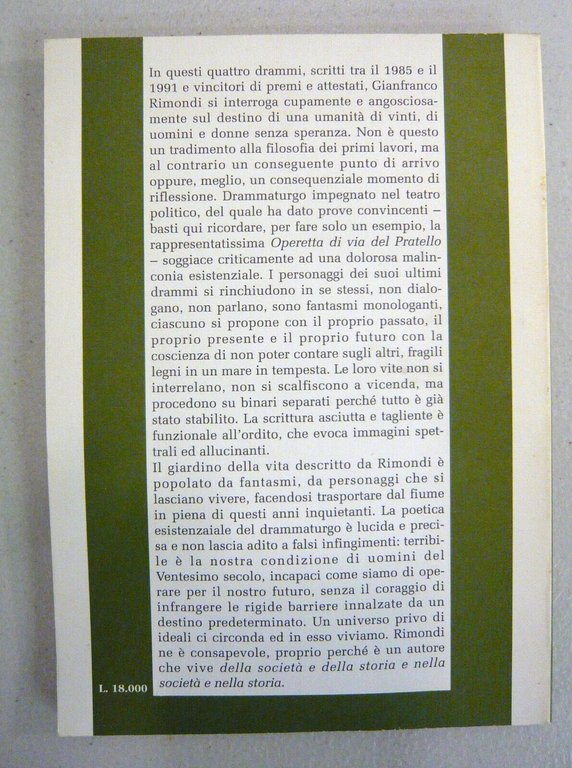 In questi quattro drammi, scritti tra il 1985 e il
1991 e vincitori di premi e attestati, Gianfranco
Rimondi si interroga cupamente e angosciosa-
mente sul destino di una umanità di vinti, di
uomini e donne senza speranza. Non è questo
un tradimento alla filosofia dei primi lavori, ma
al contrario un conseguente punto di arrivo
oppure, meglio, un consequenziale momento di
riflessione. Drammaturgo impegnato nel teatro
politico, del quale ha dato prove convincenti –
basti qui ricordare, per fare solo un esempio, la
rappresentatissima Operetta di via del Pratello
– soggiace criticamente ad una dolorosa malin-
conia esistenziale. I personaggi dei suoi ultimi
drammi si rinchiudono in se stessi, non dialo-
gano, non parlano, sono fantasmi monologanti,
ciascuno si propone con il proprio passato, il
proprio presente e il proprio futuro con la
coscienza di non poter contare sugli altri, fragili
legni in un mare in tempesta. Le loro vite non si
interrelano, non si scalfiscono a vicenda, ma
procedono su binari separati perché tutto è già
stato stabilito. La scrittura asciutta e tagliente è
funzionale all'ordito, che evoca immagini spet-
trali ed allucinanti.
Il giardino della vita descritto da Rimondi è
popolato da fantasmi, da personaggi che si
lasciano vivere, facendosi trasportare dal fiume
in piena di questi anni inquietanti. La poetica
esistenzaiale del drammaturgo è lucida e preci-
sa e non lascia adito a falsi infingimenti: terribi-
le è la nostra condizione di uomini del
Ventesimo secolo, incapaci come siamo di ope-
rare per il nostro futuro, senza il coraggio di
infrangere le rigide barriere innalzate da un
destino predeterminato. Un universo privo di
ideali ci circonda ed in esso viviamo. Rimondi
ne è consapevole, proprio perché è un autore
che vive della società e della storia e nella
società e nella storia.
L. 18.000